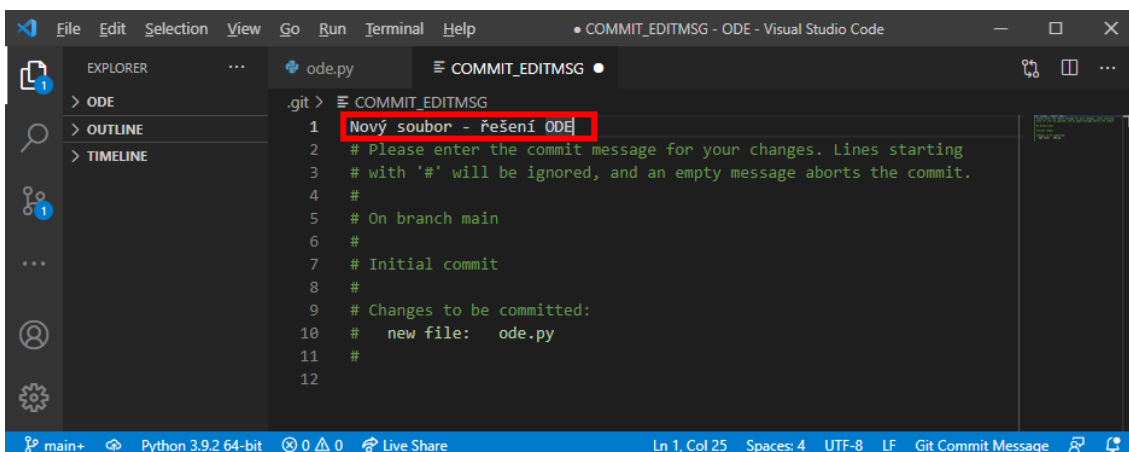 File Edit Selection View Go Run Terminal Help ● COMMIT_EDITMSG - ODE - Visual Studio Code
EXPLORER ···
ode.py COMMIT_EDITMSG ●
1
> ODE
> OUTLINE
> TIMELINE
1
.git > COMMIT_EDITMSG
1 Nový soubor - řešení ODE
2 # Please enter the commit message for your changes. Lines starting
3 # with '#' will be ignored, and an empty message aborts the commit.
4 #
5 # On branch main
6 #
7 # Initial commit
8 #
9 # Changes to be committed:
10 # new file: ode.py
11 #
12
main+ Python 3.9.2 64-bit 0 0 Live Share Ln 1, Col 25 Spaces: 4 UTF-8 LF Git Commit Message